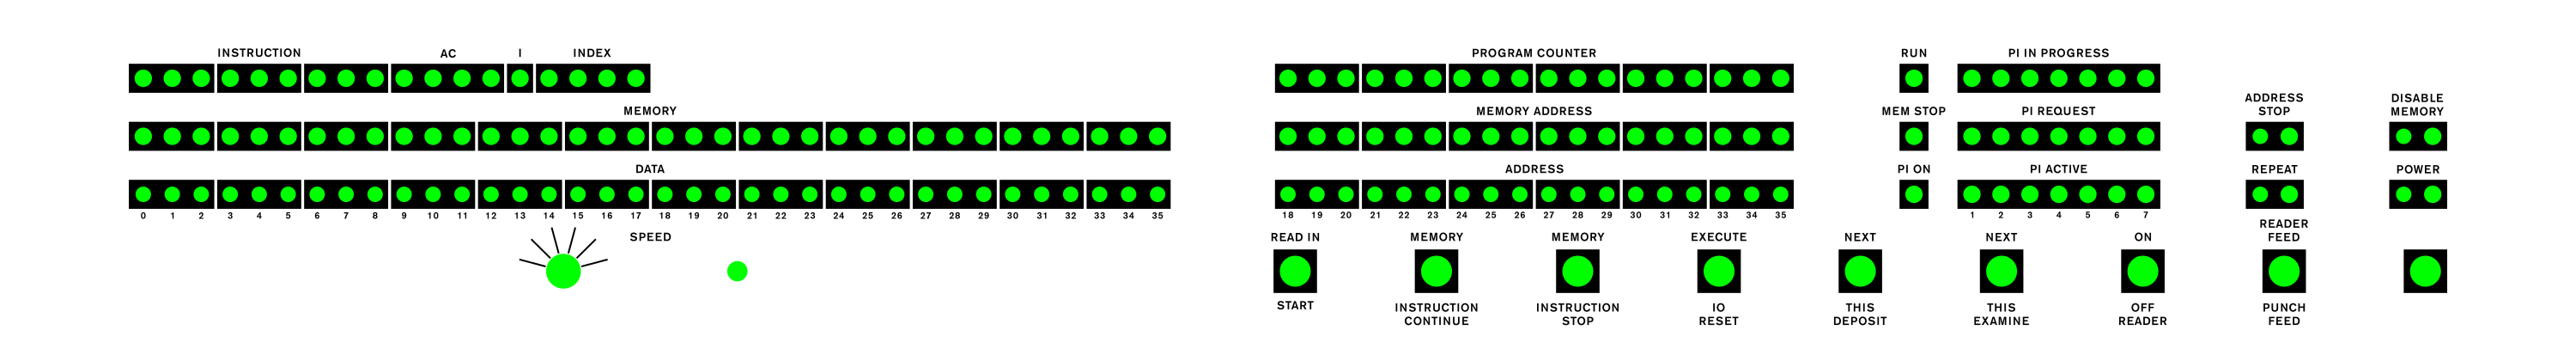 INSTRUCTION AC I INDEX PROGRAM COUNTER RUN PI IN PROGRESS
MEMORY MEMORY ADDRESS MEM STOP PI REQUEST ADDRESS STOP DISABLE MEMORY
DATA ADDRESS PI ON PI ACTIVE REPEAT POWER
0 1 2 3 4 5 6 7 8 9 10 11 12 13 14 15 16 17 18 19 20 21 22 23 24 25 26 27 28 29 30 31 32 33 34 35 18 19 20 21 22 23 24 25 26 27 28 29 30 31 32 33 34 35 1 2 3 4 5 6 7
SPEED READ IN MEMORY MEMORY EXECUTE NEXT NEXT ON READER FEED
START INSTRUCTION CONTINUE INSTRUCTION STOP IO RESET THIS DEPOSIT THIS EXAMINE OFF READER PUNCH FEED